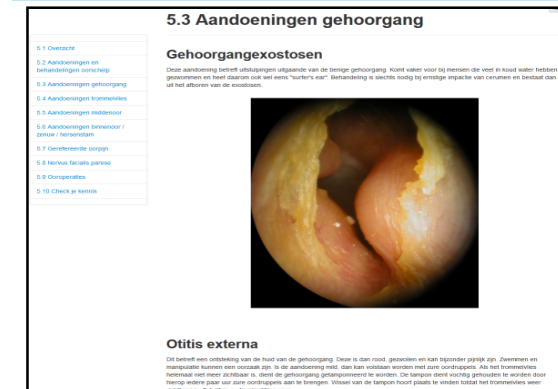 5.3 Aandoeningen gehoorgang
5.1 Overzicht
5.2 Aandoeningen en
behandelingen oorschelp
5.3 Aandoeningen gehoorgang
5.4 Aandoeningen trommelvlies
5.5 Aandoeningen middenoor
5.6 Aandoeningen binnenoor /
zenuw / hersenstam
5.7 Gerefereerde oorpijn
5.8 Nervus facialis parese
5.9 Ooroperaties
5.10 Check je kennis
Gehoorgangexostosen
Deze aandoening betreft uitstulpingen uitgaande van de benige gehoorgang. Komt vaker voor bij mensen die veel in koud water hebben
gezwommen en heet daarom ook wel eens "surfer's ear". Behandeling is slechts nodig bij ernstige impactie van cerumen en bestaat dan
uit het afboren van de exostosen.
Otitis externa
Dit betreft een ontsteking van de huid van de gehoorgang. Deze is dan rood, gezwollen en kan bijzonder pijnlijk zijn. Zwemmen en
manipulatie kunnen een oorzaak zijn. Is de aandoening mild, dan kan volstaan worden met zure oordruppels. Als het trommelvlies
helemaal niet meer zichtbaar is, dient de gehoorgang getamponneerd te worden. De tampon dient vochtig gehouden te worden door
hierop iedere paar uur zure oordruppels aan te brengen. Wissel van de tampon hoort plaats te vinden totdat het trommelvlies weer